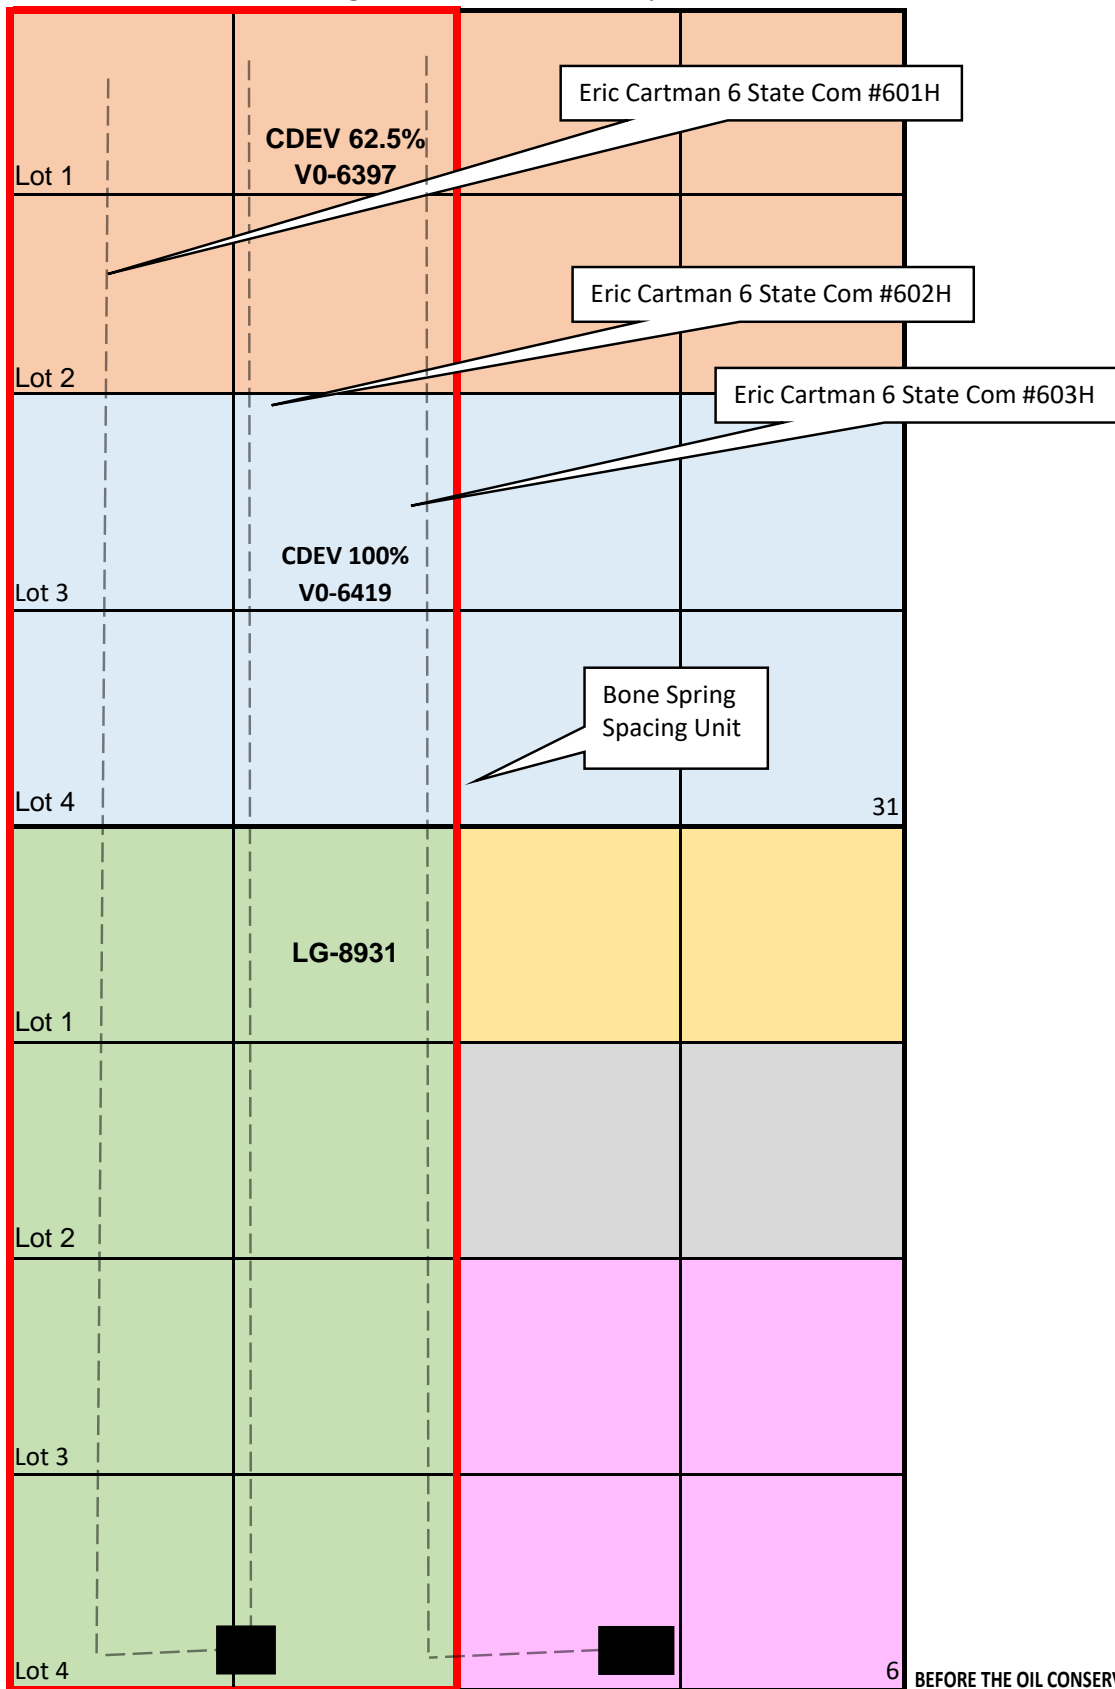 Eric Cartman 6 State Com #601H
CDEV 62.5%
V0-6397
Lot 1
Eric Cartman 6 State Com #602H
Lot 2
Eric Cartman 6 State Com #603H
CDEV 100%
V0-6419
Lot 3
Bone Spring
Spacing Unit
Lot 4
31
LG-8931
Lot 1
Lot 2
Lot 3
Lot 4
6
BEFORE THE OIL CONSERV